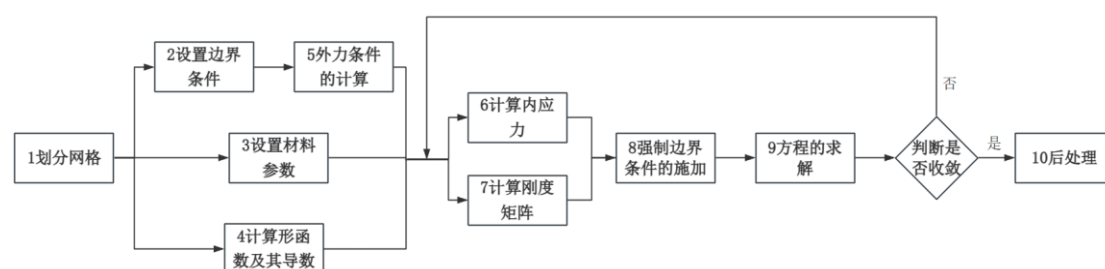 1划分网格
2设置边界
条件
5外力条件
的计算
3设置材料
参数
4计算形函
数及其导数
6计算内应
力
7计算刚度
矩阵
8强制边界
条件的施加
9方程的求
解
判断是
否收敛
否
是
10后处理